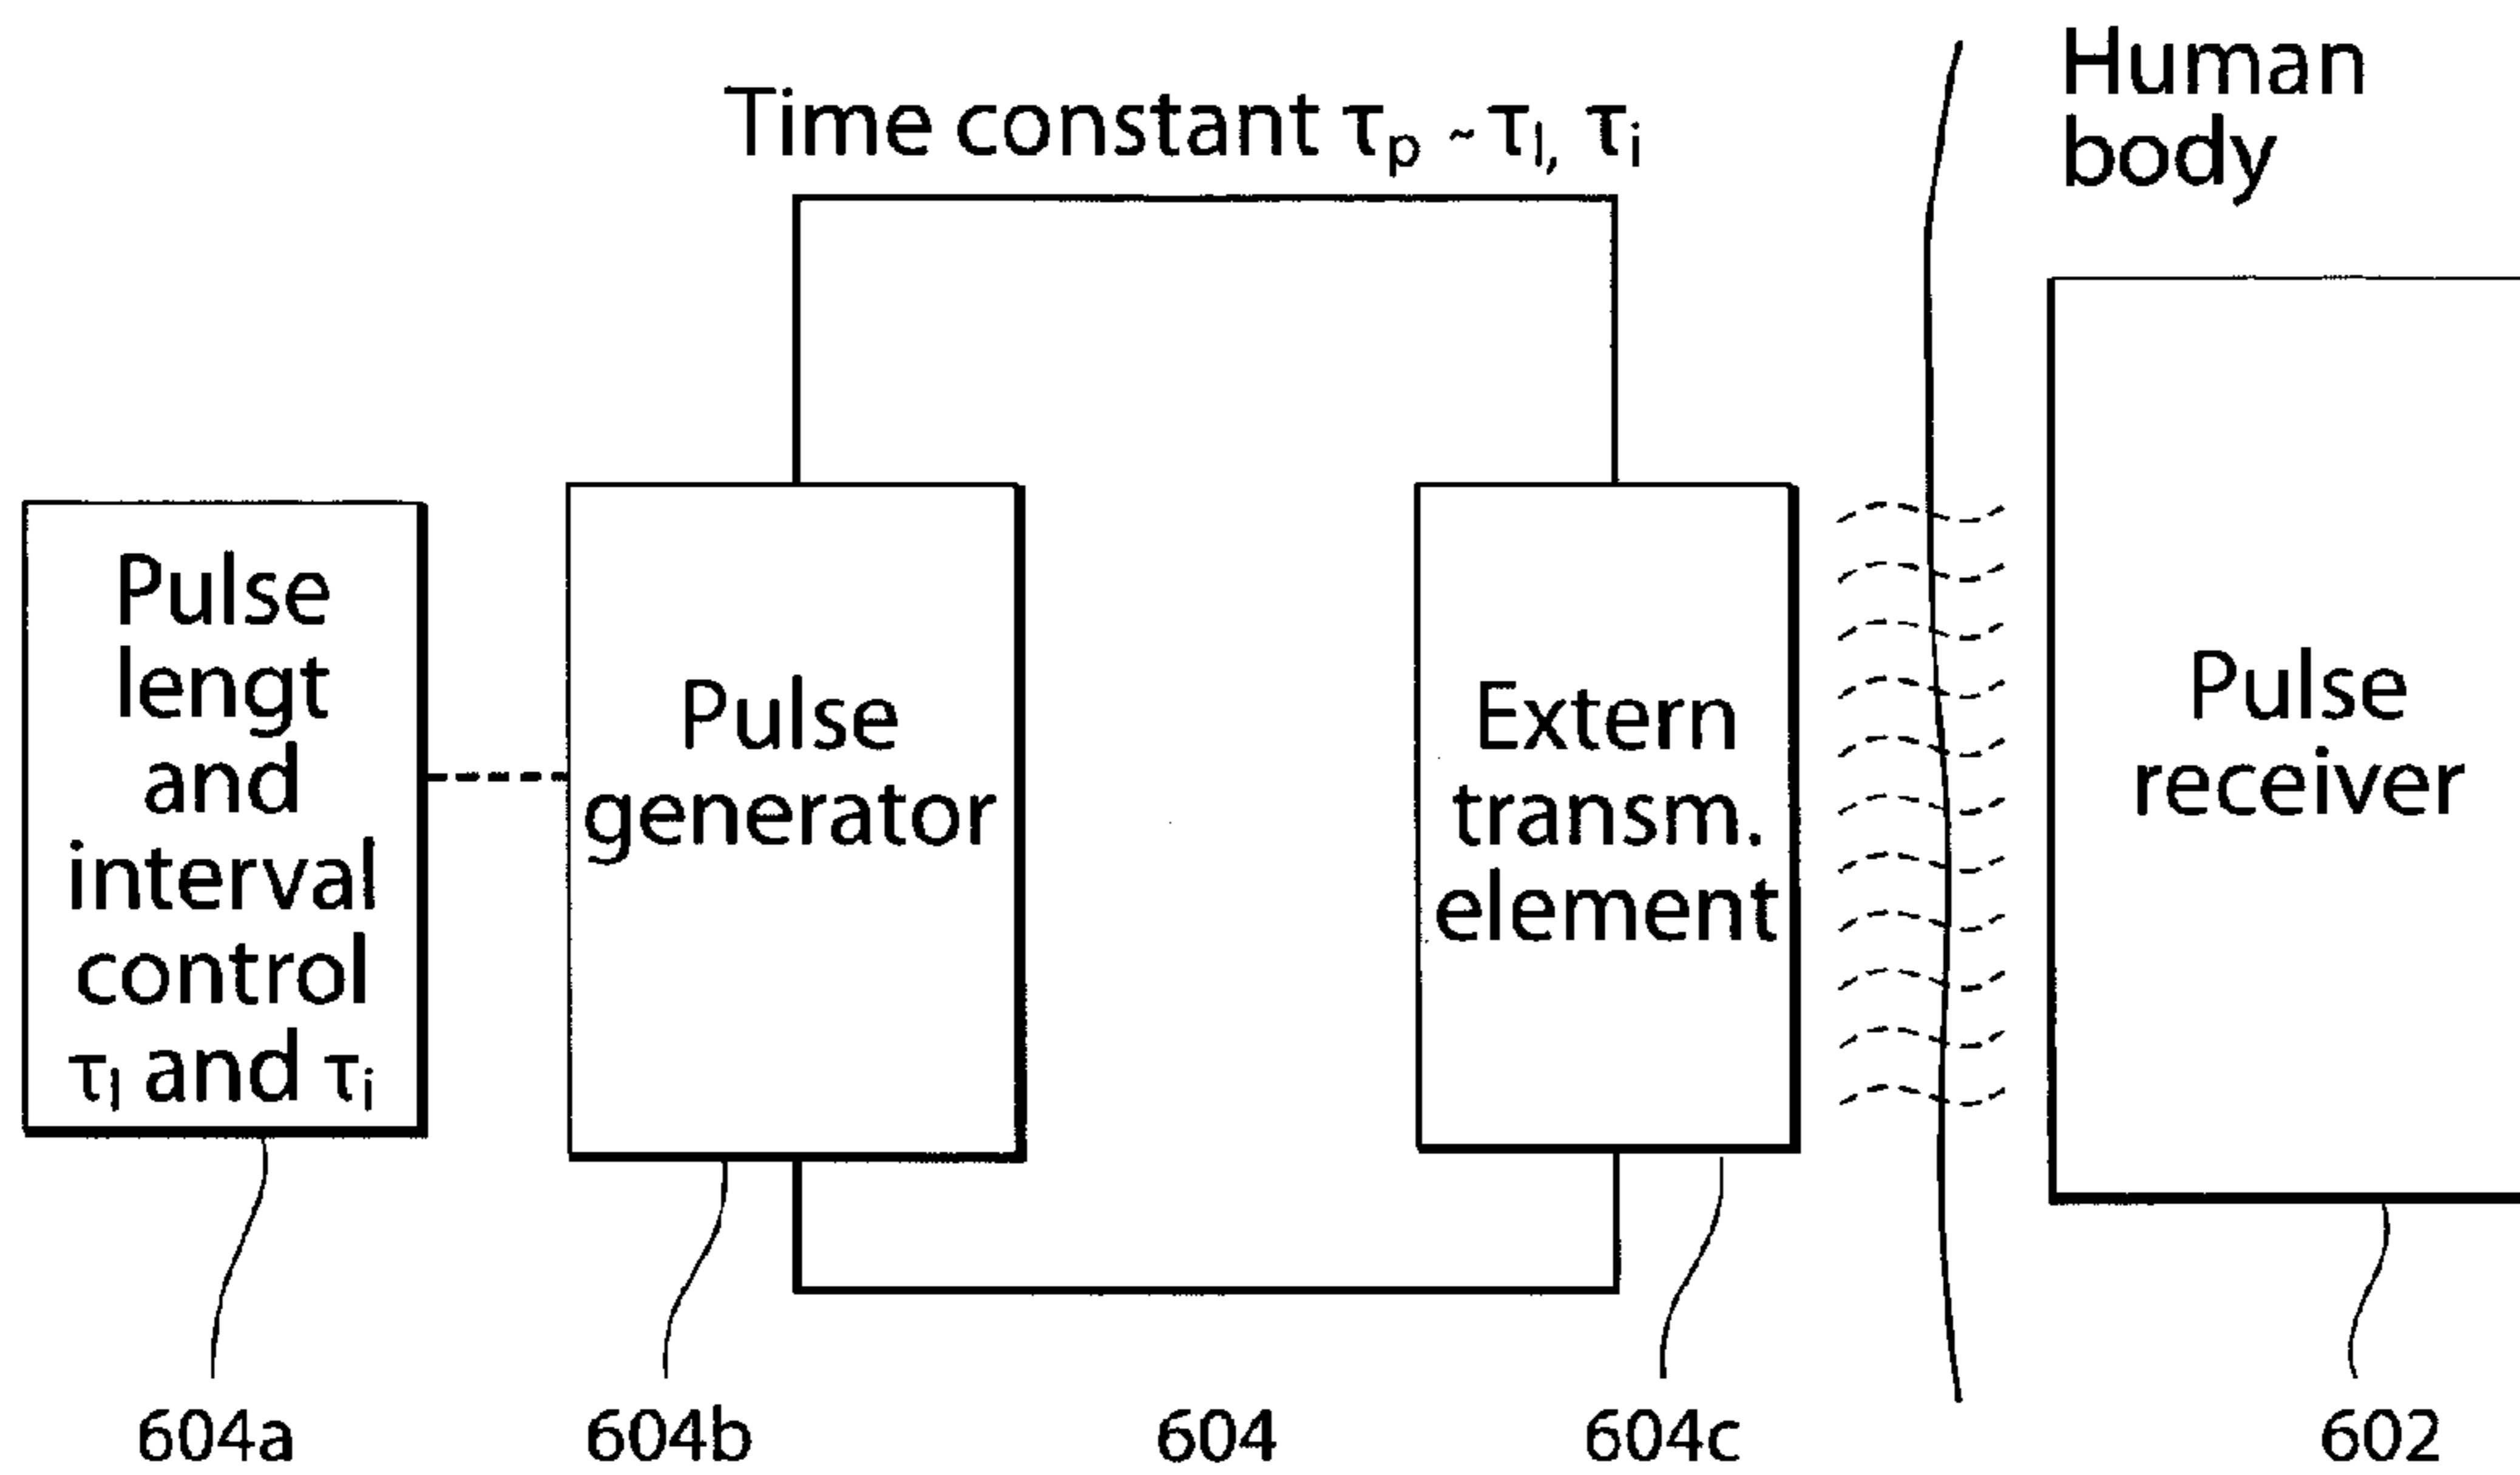 Time constant τp ~ τl, τi
Human
body
Pulse
lengt
and
interval
control
τl and τi
Pulse
generator
Extern
transm.
element
Pulse
receiver
604a
604b
604
604c
602